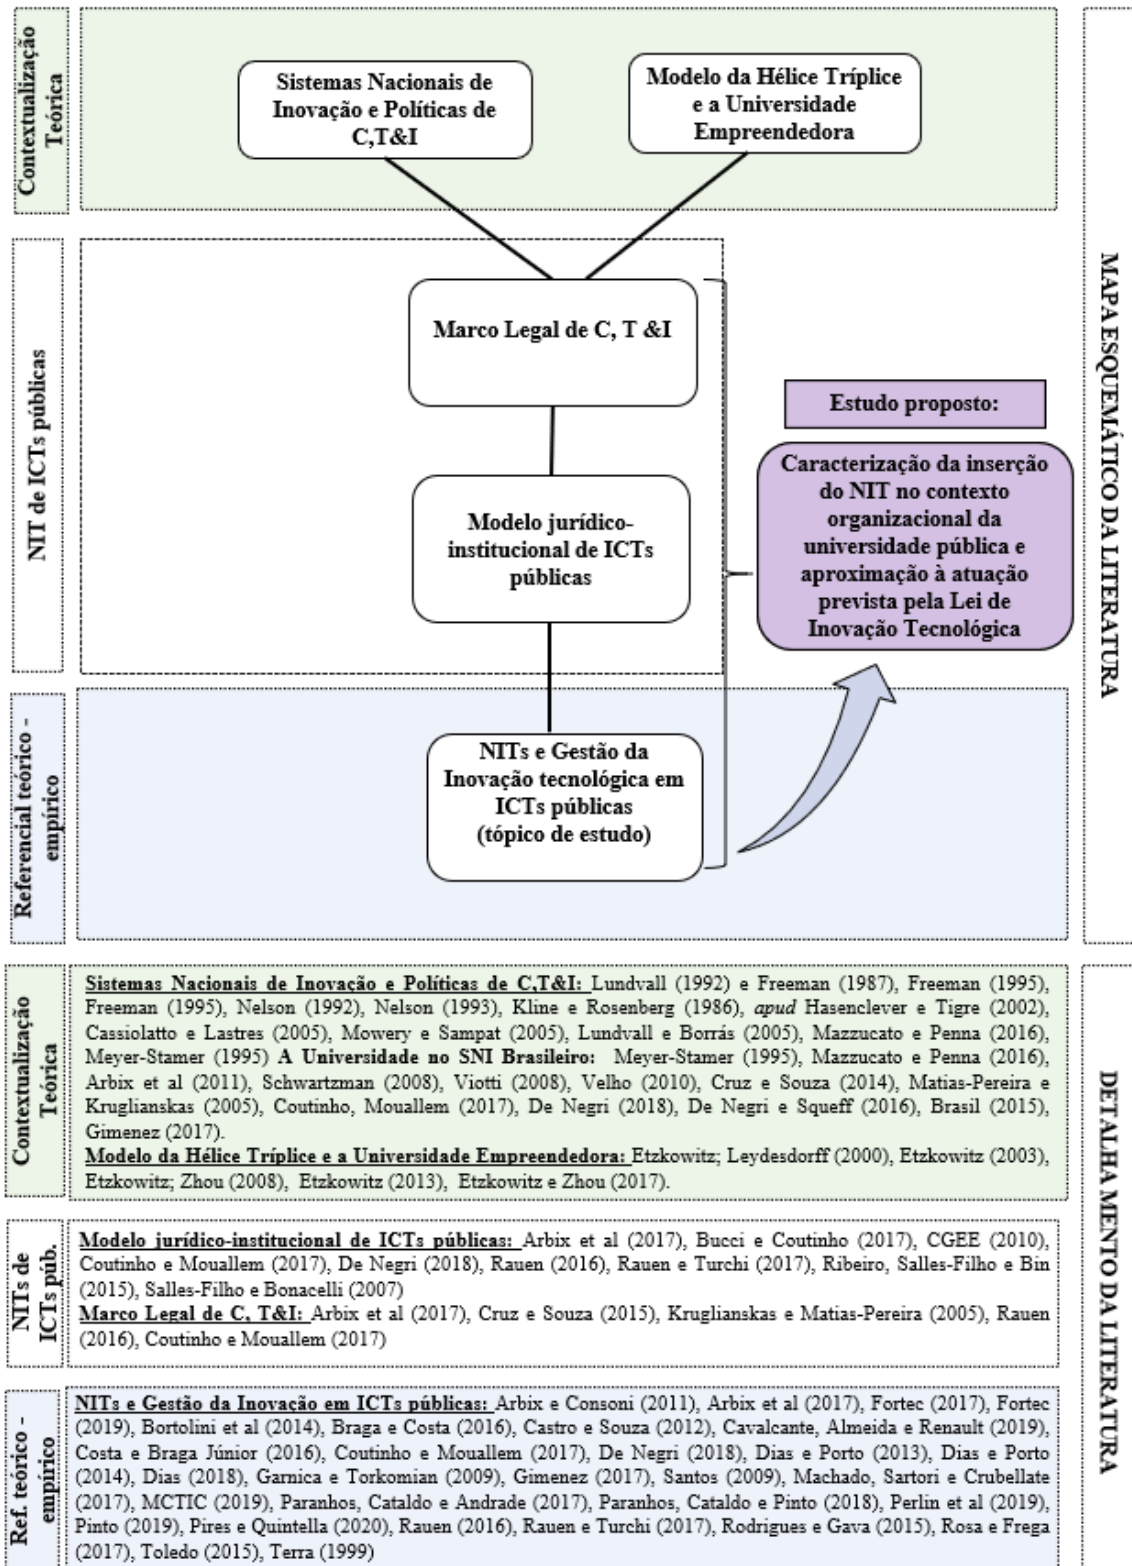 Contextualização
Teórica
Sistemas Nacionais de
Inovação e Políticas de
C,T&I
Modelo da Hélice Tríplice
e a Universidade
Empreendedora
MAPA ESQUEMÁTICO DA LITERATURA
NIT de ICTs públicas
Marco Legal de C, T &I
Modelo jurídico-
institucional de ICTs
públicas
Estudo proposto:
Caracterização da inserção
do NIT no contexto
organizacional da
universidade pública e
aproximação à atuação
prevista pela Lei de
Inovação Tecnológica
Referencial teórico -
empírico
NITs e Gestão da
Inovação tecnológica em
ICTs públicas
(tópico de estudo)
Contextualização
Teórica
Sistemas Nacionais de Inovação e Políticas de C,T&I: Lundvall (1992) e Freeman (1987), Freeman (1995),
Freeman (1995), Nelson (1992), Nelson (1993), Kline e Rosenberg (1986), apud Hasenclever e Tigre (2002),
Cassiolatto e Lastres (2005), Mowery e Sampat (2005), Lundvall e Borrás (2005), Mazzucato e Penna (2016),
Meyer-Stamer (1995) A Universidade no SNI Brasileiro: Meyer-Stamer (1995), Mazzucato e Penna (2016),
Arbix et al (2011), Schwartzman (2008), Viotti (2008), Velho (2010), Cruz e Souza (2014), Matias-Pereira e
Kruglianskas (2005), Coutinho, Mouallem (2017), De Negri (2018), De Negri e Squeff (2016), Brasil (2015),
Gimenez (2017).
Modelo da Hélice Tríplice e a Universidade Empreendedora: Etzkowitz; Leydesdorff (2000), Etzkowitz (2003),
Etzkowitz; Zhou (2008), Etzkowitz (2013), Etzkowitz e Zhou (2017).
DETALHAMENTO DA LITERATURA
NITs de
ICTs púb.
Modelo jurídico-institucional de ICTs públicas: Arbix et al (2017), Bucci e Coutinho (2017), CGEE (2010),
Coutinho e Mouallem (2017), De Negri (2018), Rauen (2016), Rauen e Turchi (2017), Ribeiro, Salles-Filho e Bin
(2015), Salles-Filho e Bonacelli (2007)
Marco Legal de C, T&I: Arbix et al (2017), Cruz e Souza (2015), Kruglianskas e Matias-Pereira (2005), Rauen
(2016), Coutinho e Mouallem (2017)
Ref. teórico -
empírico
NITs e Gestão da Inovação em ICTs públicas: Arbix e Consoni (2011), Arbix et al (2017), Fortec (2017), Fortec
(2019), Bortolini et al (2014), Braga e Costa (2016), Castro e Souza (2012), Cavalcante, Almeida e Renault (2019),
Costa e Braga Júnior (2016), Coutinho e Mouallem (2017), De Negri (2018), Dias e Porto (2013), Dias e Porto
(2014), Dias (2018), Garnica e Torkomian (2009), Gimenez (2017), Santos (2009), Machado, Sartori e Crubellate
(2017), MCTIC (2019), Paranhos, Cataldo e Andrade (2017), Paranhos, Cataldo e Pinto (2018), Perlin et al (2019),
Pinto (2019), Pires e Quintella (2020), Rauen (2016), Rauen e Turchi (2017), Rodrigues e Gava (2015), Rosa e Frega
(2017), Toledo (2015), Terra (1999)